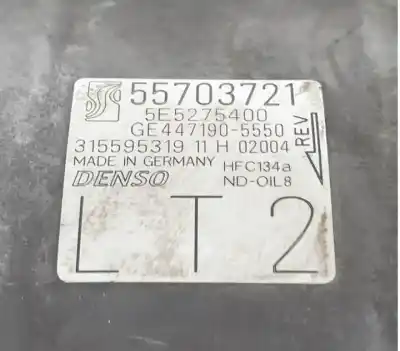 55703721
5E5275400
GE447190-5550
315595319 11 H 02004
MADE IN GERMANY
HFC134a
DENSO
ND-OIL8
REV
LT2